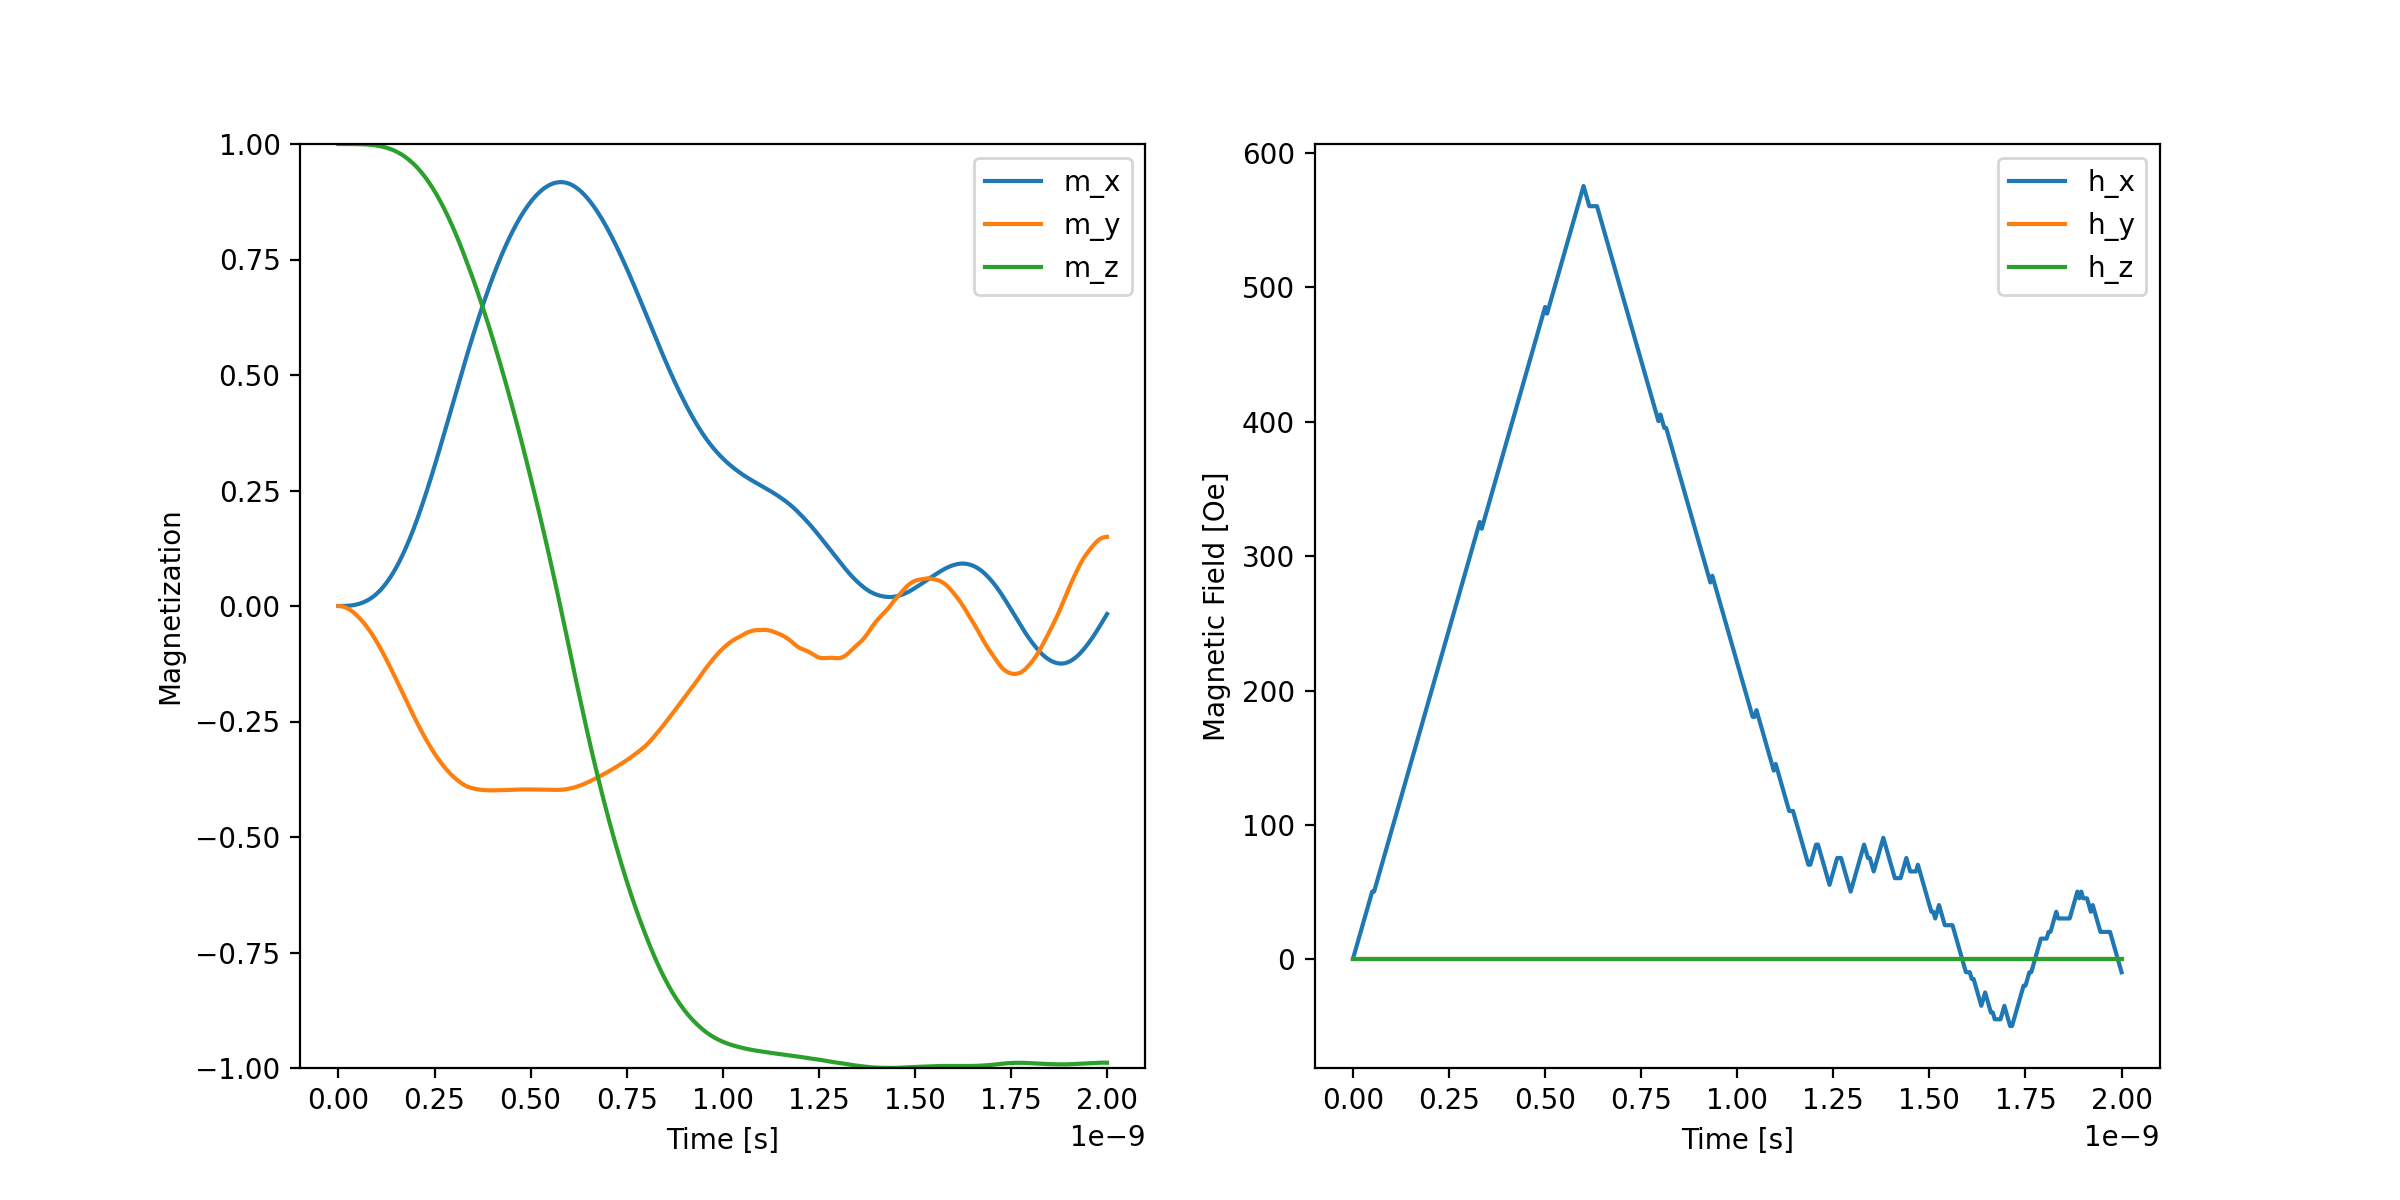 1.00
0.75
0.50
0.25
0.00
−0.25
−0.50
−0.75
−1.00
Magnetization
m_x
m_y
m_z
0.00 0.25 0.50 0.75 1.00 1.25 1.50 1.75 2.00
Time [s]
1e−9
600
500
400
300
200
100
0
Magnetic Field [Oe]
h_x
h_y
h_z
0.00 0.25 0.50 0.75 1.00 1.25 1.50 1.75 2.00
Time [s]
1e−9